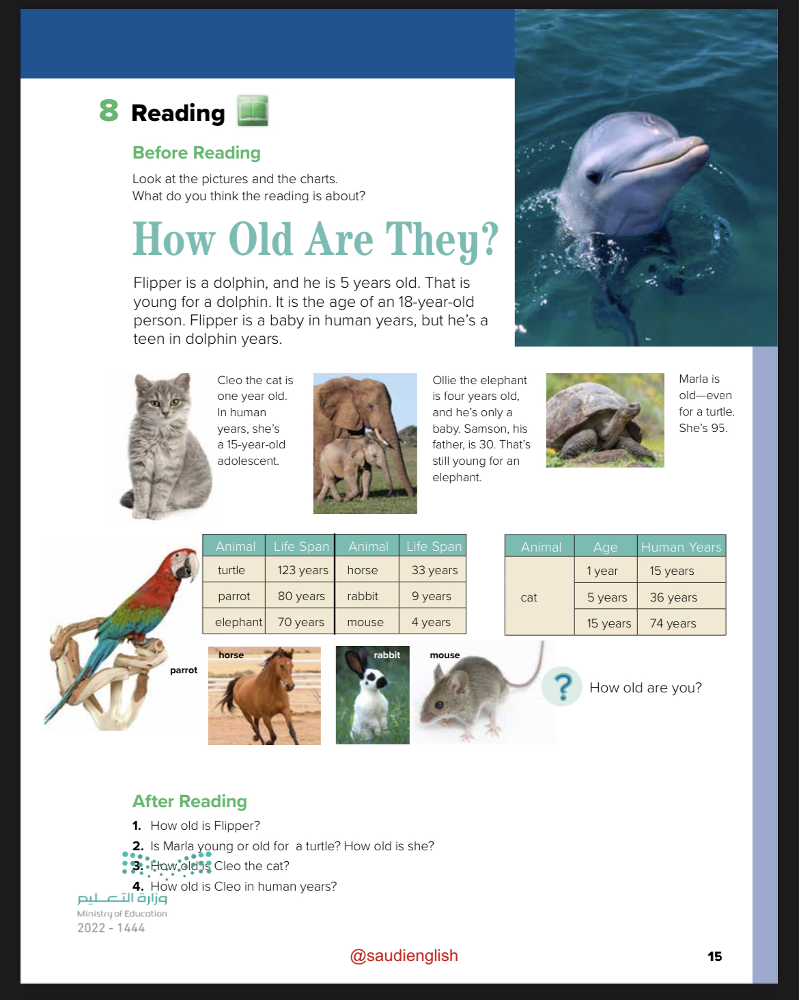 8 Reading
Before Reading
Look at the pictures and the charts.
What do you think the reading is about?
How Old Are They?
Flipper is a dolphin, and he is 5 years old. That is
young for a dolphin. It is the age of an 18-year-old
person. Flipper is a baby in human years, but he's a
teen in dolphin years.
Cleo the cat is
one year old.
In human
years, she's
a 15-year-old
adolescent.
Ollie the elephant
is four years old,
and he's only a
baby. Samson, his
father, is 30. That's
still young for an
elephant.
Marla is
old—even
for a turtle.
She's 95.
Animal Life Span Animal Life Span
turtle 123 years horse 33 years
parrot 80 years rabbit 9 years
elephant 70 years mouse 4 years
Animal Age Human Years
1 year 15 years
cat 5 years 36 years
15 years 74 years
parrot
horse
rabbit
mouse
? How old are you?
After Reading
1. How old is Flipper?
2. Is Marla young or old for a turtle? How old is she?
3. How old is Cleo the cat?
4. How old is Cleo in human years?
وزارة التعليم
Ministry of Education
2022 - 1444
@saudienglish
15